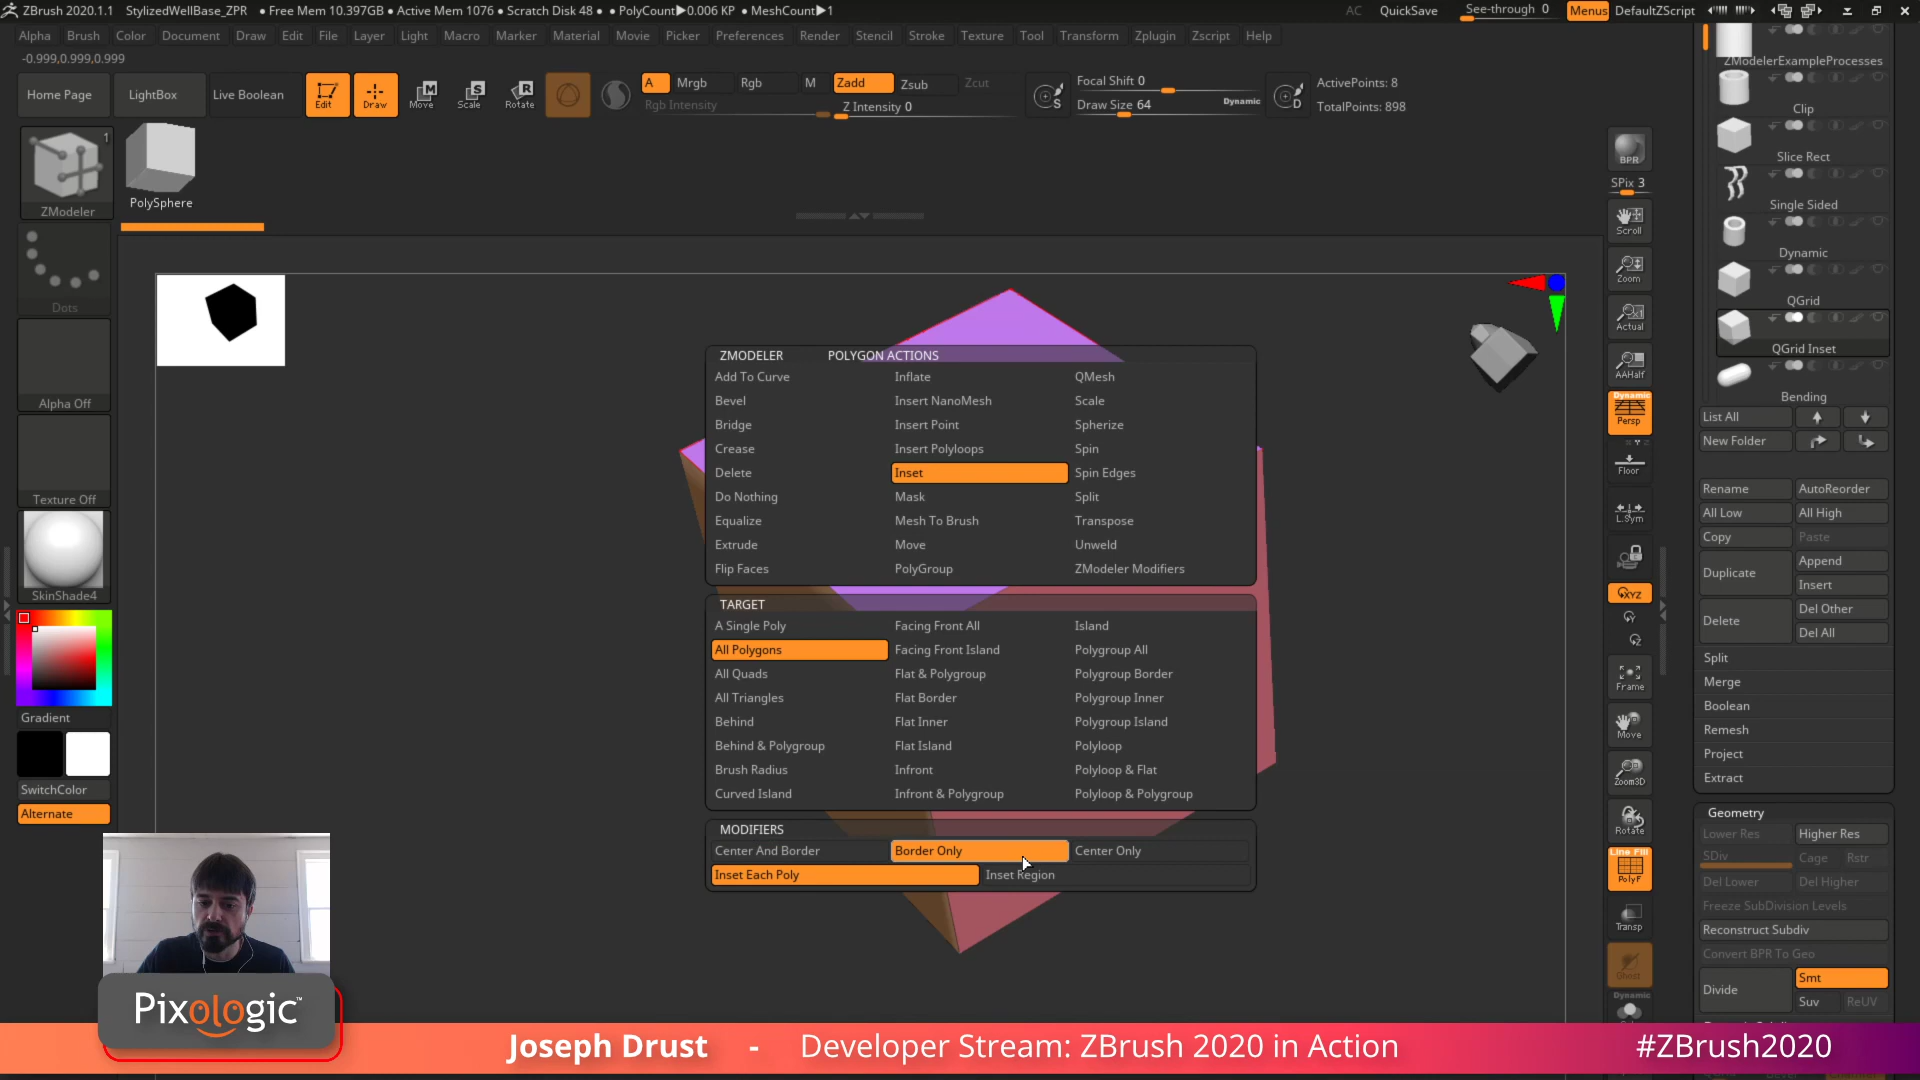 ZBrush 2020.1.1 StylizedWellBase_ZPR • Free Mem 10.397GB • Active Mem 1076 • Scratch Disk 48 • • PolyCount▶0.006 KP • MeshCount▶1 AC QuickSave See-through 0 Menus DefaultZScript
Alpha Brush Color Document Draw Edit File Layer Light Macro Marker Material Movie Picker Preferences Render Stencil Stroke Texture Tool Transform Zplugin Zscript Help
-0.999,0.999,0.999
Home Page LightBox Live Boolean Edit Draw Move Scale Rotate
A Mrgb Rgb M Zadd Zsub Zcut
Rgb Intensity Z Intensity 0
S Focal Shift 0
Draw Size 64 Dynamic D
ActivePoints: 8
TotalPoints: 898
1
ZModeler
PolySphere
Dots
Alpha Off
Texture Off
SkinShade4
Gradient
SwitchColor
Alternate
ZMODELER POLYGON ACTIONS
Add To Curve Inflate QMesh
Bevel Insert NanoMesh Scale
Bridge Insert Point Spherize
Crease Insert Polyloops Spin
Delete Inset Spin Edges
Do Nothing Mask Split
Equalize Mesh To Brush Transpose
Extrude Move Unweld
Flip Faces PolyGroup ZModeler Modifiers
TARGET
A Single Poly Facing Front All Island
All Polygons Facing Front Island Polygroup All
All Quads Flat & Polygroup Polygroup Border
All Triangles Flat Border Polygroup Inner
Behind Flat Inner Polygroup Island
Behind & Polygroup Flat Island Polyloop
Brush Radius Infront Polyloop & Flat
Curved Island Infront & Polygroup Polyloop & Polygroup
MODIFIERS
Center And Border Border Only Center Only
Inset Each Poly Inset Region
BPR
SPix 3
Scroll
Zoom
Actual
AAHalf
Dynamic
Persp
Floor
L.Sym
XYZ
Frame
Move
Zoom3D
Rotate
Line Fill
PolyF
Transp
Ghost
Dynamic
ZModelerExampleProcesses
Clip
Slice Rect
Single Sided
Dynamic
QGrid
QGrid Inset
Bending
List All
New Folder
Rename AutoReorder
All Low All High
Copy Paste
Duplicate Append
Insert
Delete Del Other
Del All
Split
Merge
Boolean
Remesh
Project
Extract
Geometry
Lower Res Higher Res
SDiv Cage Rstr
Del Lower Del Higher
Freeze SubDivision Levels
Reconstruct Subdiv
Convert BPR To Geo
Divide Smt
Suv ReUV
Pixologic™
Joseph Drust - Developer Stream: ZBrush 2020 in Action #ZBrush2020